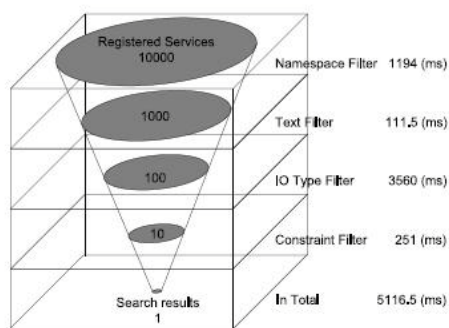 Registered Services
10000
Namespace Filter 1194 (ms)
1000
Text Filter 111.5 (ms)
100
IO Type Filter 3560 (ms)
10
Constraint Filter 251 (ms)
Search results
1
In Total 5116.5 (ms)